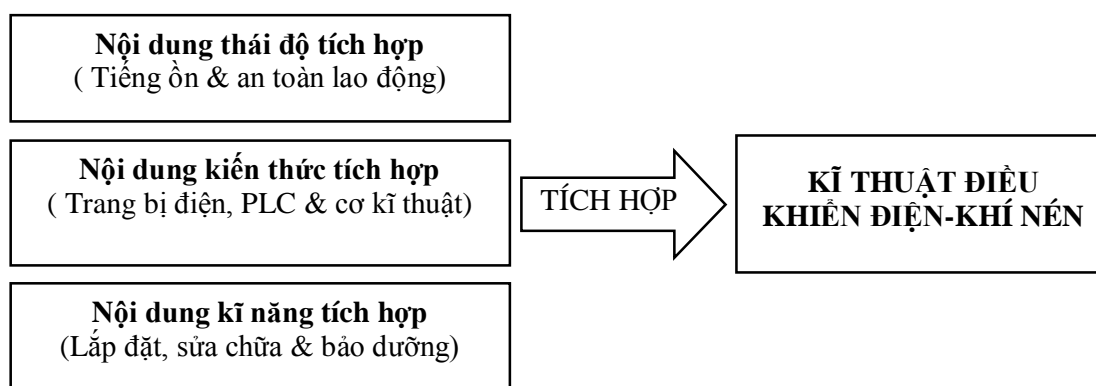 Nội dung thái độ tích hợp
( Tiếng ồn & an toàn lao động)
Nội dung kiến thức tích hợp
( Trang bị điện, PLC & cơ kĩ thuật)
Nội dung kĩ năng tích hợp
(Lắp đặt, sửa chữa & bảo dưỡng)
TÍCH HỢP
KĨ THUẬT ĐIỀU
KHIỂN ĐIỆN-KHÍ NÉN